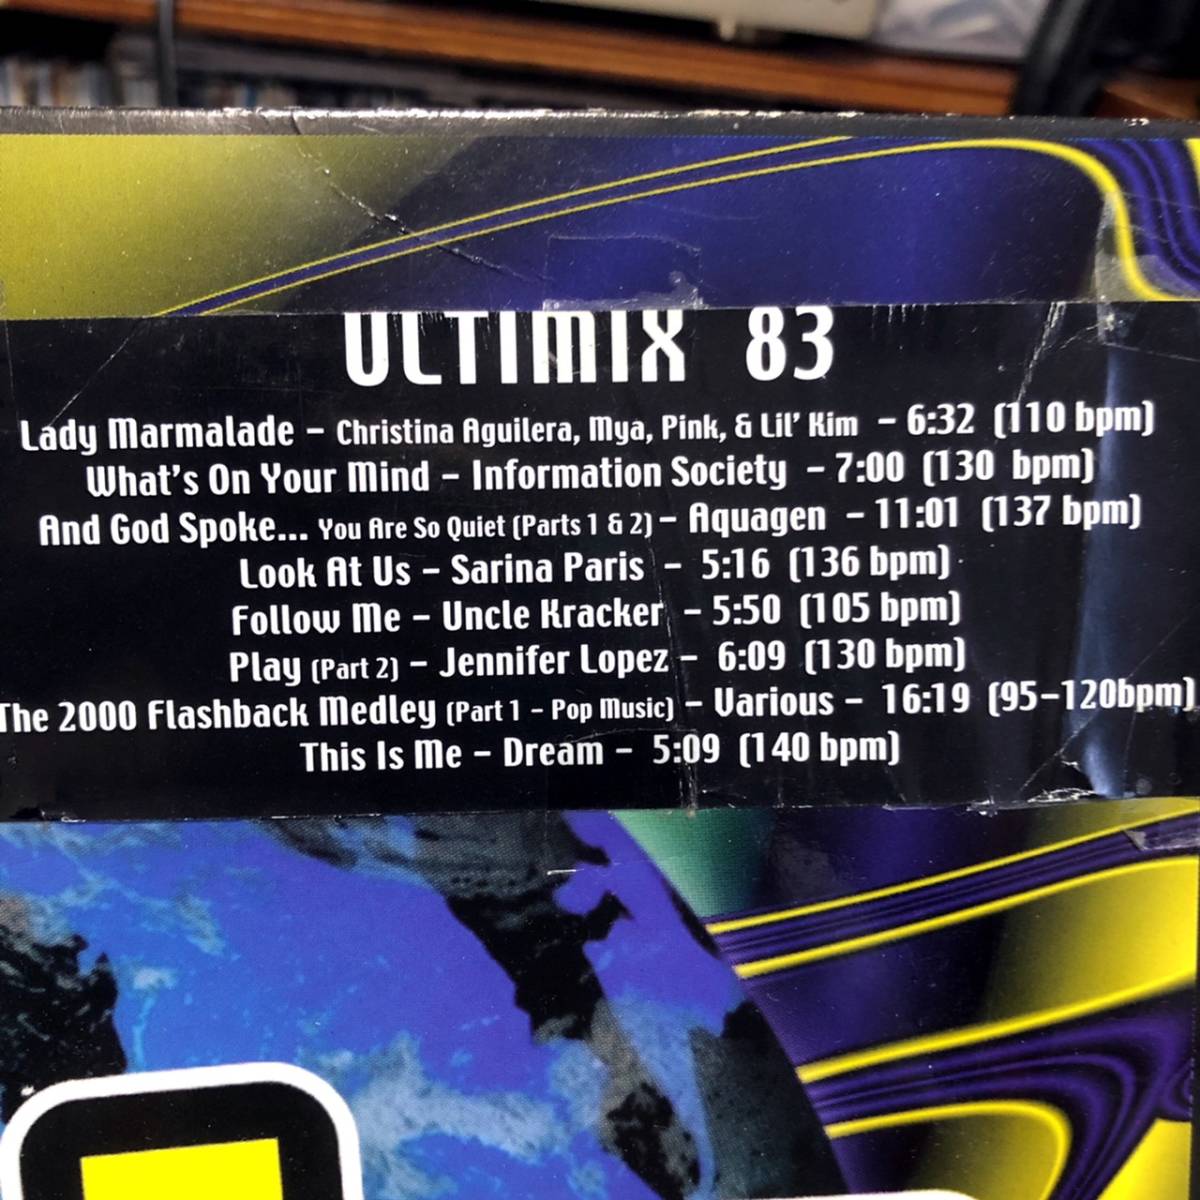 ULTIMIX 83
Lady Marmalade – Christina Aguilera, Mya, Pink, & Lil' Kim – 6:32 (110 bpm)
What's On Your Mind – Information Society – 7:00 (130 bpm)
And God Spoke... You Are So Quiet (Parts 1 & 2) – Aquagen – 11:01 (137 bpm)
Look At Us – Sarina Paris – 5:16 (136 bpm)
Follow Me – Uncle Kracker – 5:50 (105 bpm)
Play (Part 2) – Jennifer Lopez – 6:09 (130 bpm)
The 2000 Flashback Medley (Part 1 – Pop Music) – Various – 16:19 (95–120bpm)
This Is Me – Dream – 5:09 (140 bpm)